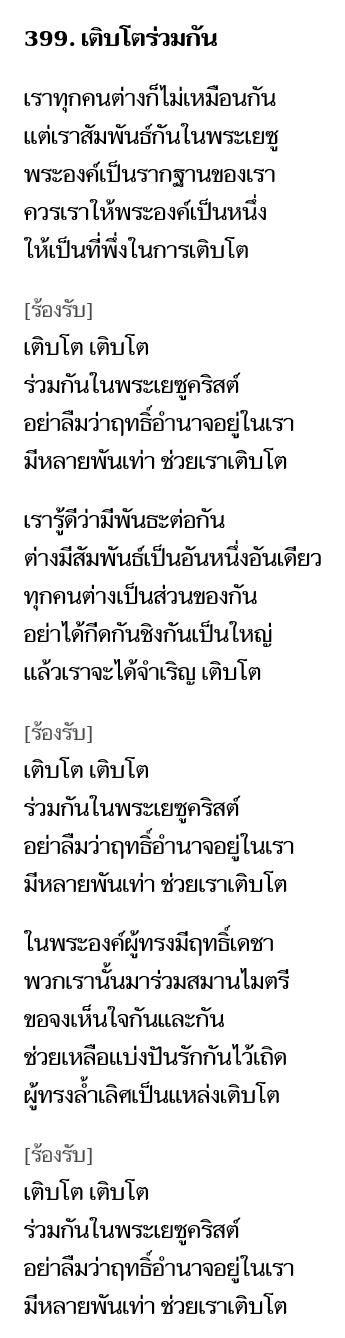 399. เติบโตร่วมกัน
เราทุกคนต่างก็ไม่เหมือนกัน
แต่เราสัมพันธ์กันในพระเยซู
พระองค์เป็นรากฐานของเรา
ควรเราให้พระองค์เป็นหนึ่ง
ให้เป็นที่พึ่งในการเติบโต
[ร้องรับ]
เติบโต เติบโต
ร่วมกันในพระเยซูคริสต์
อย่าลืมว่าฤทธิ์อำนาจอยู่ในเรา
มีหลายพันเท่า ช่วยเราเติบโต
เรารู้ดีว่ามีพันธะต่อกัน
ต่างมีสัมพันธ์เป็นอันหนึ่งอันเดียว
ทุกคนต่างเป็นส่วนของกัน
อย่าได้กีดกันชิงกันเป็นใหญ่
แล้วเราจะได้จำเริญ เติบโต
[ร้องรับ]
เติบโต เติบโต
ร่วมกันในพระเยซูคริสต์
อย่าลืมว่าฤทธิ์อำนาจอยู่ในเรา
มีหลายพันเท่า ช่วยเราเติบโต
ในพระองค์ผู้ทรงมีฤทธิ์เดชา
พวกเรานั้นมาร่วมสมานไมตรี
ขอจงเห็นใจกันและกัน
ช่วยเหลือแบ่งปันรักกันไว้เถิด
ผู้ทรงล้ำเลิศเป็นแหล่งเติบโต
[ร้องรับ]
เติบโต เติบโต
ร่วมกันในพระเยซูคริสต์
อย่าลืมว่าฤทธิ์อำนาจอยู่ในเรา
มีหลายพันเท่า ช่วยเราเติบโต